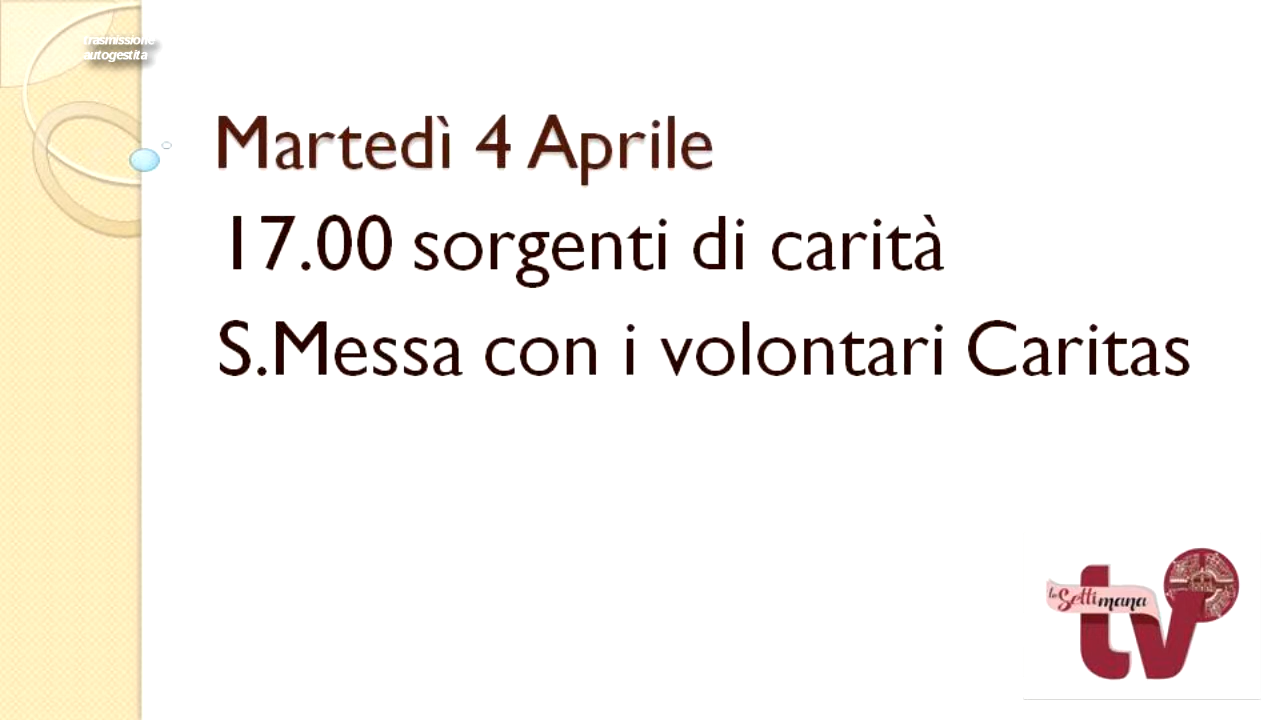 trasmissione
autogestita
Martedì 4 Aprile
17.00 sorgenti di carità
S.Messa con i volontari Caritas
la Settimana
tv